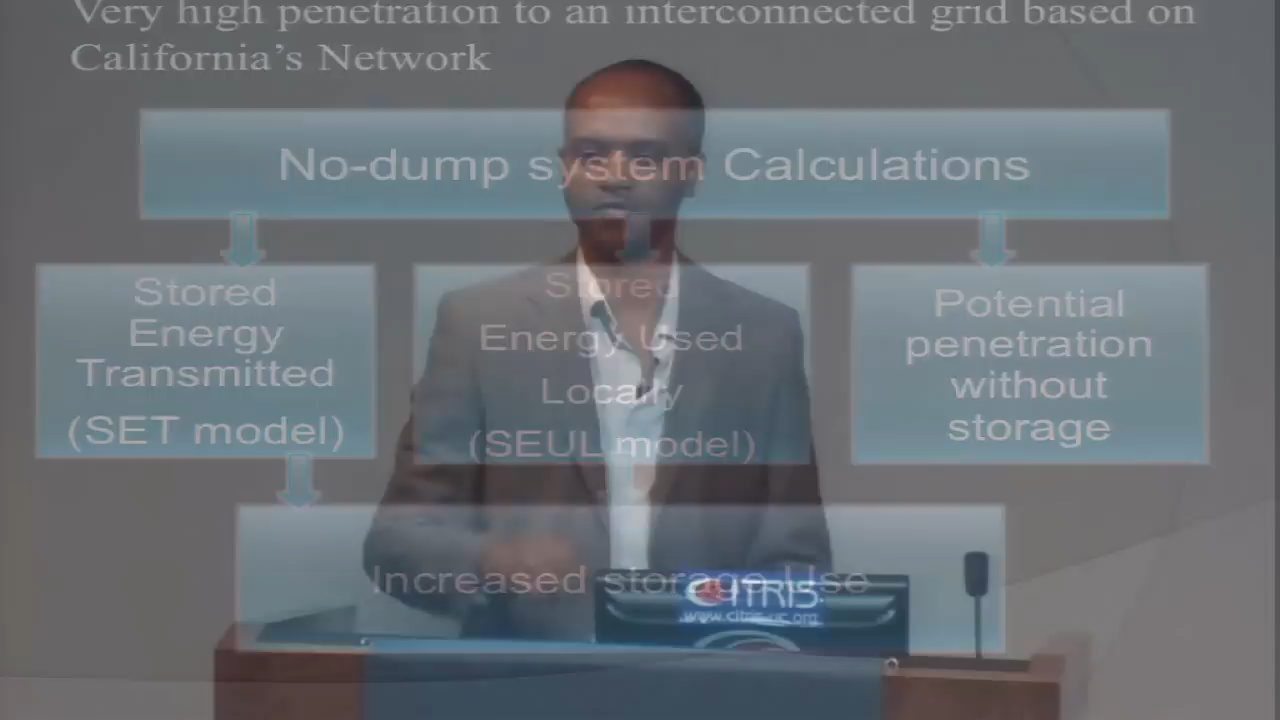 Very high penetration to an interconnected grid based on
California's Network
No-dump system Calculations
Stored
Energy
Transmitted
(SET model)
Stored
Energy Used
Locally
(SEUL model)
Potential
penetration
without
storage
Increased storage Use
CITRIS
www.citris-uc.org